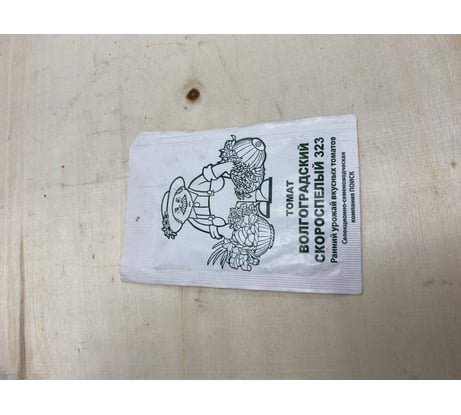 ТОМАТ
ВОЛГОГРАДСКИЙ
СКОРОСПЕЛЫЙ 323
Ранний урожай вкусных томатов
Селекционно-семеноводческая
компания ПОИСК